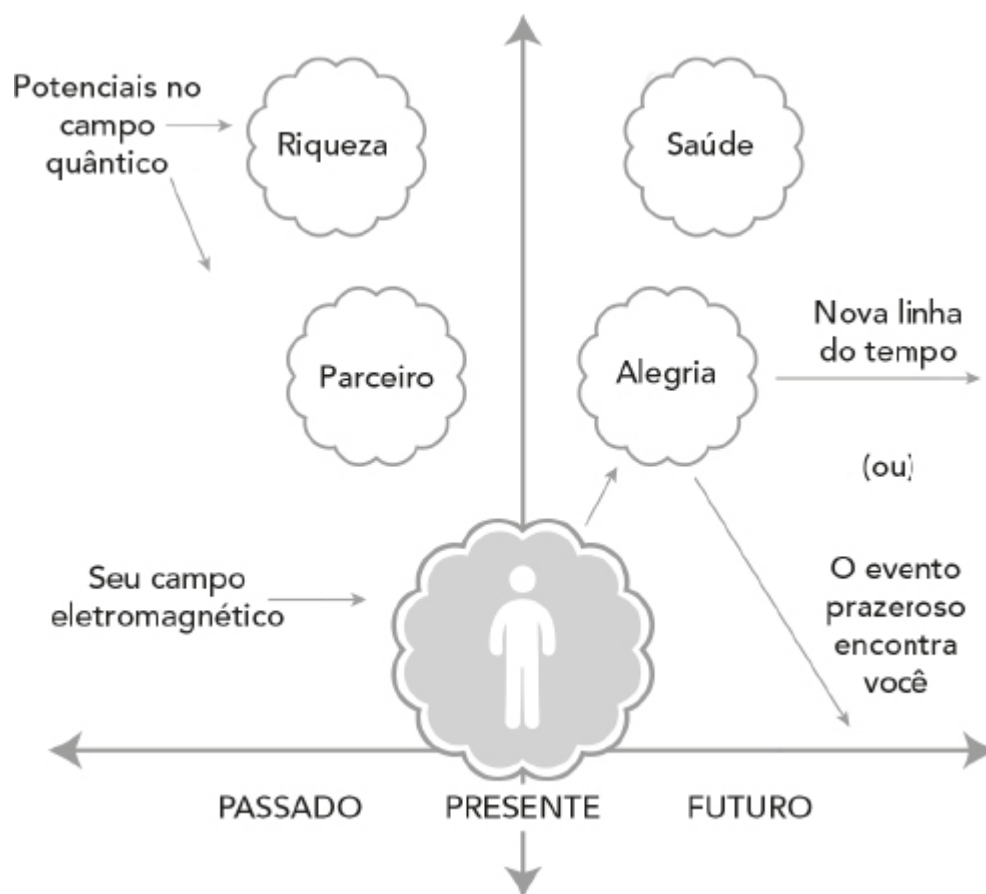 Potenciais no
campo
quântico
Riqueza
Saúde
Parceiro
Alegria
Nova linha
do tempo
(ou)
Seu campo
eletromagnético
O evento
prazeroso
encontra
você
PASSADO
PRESENTE
FUTURO